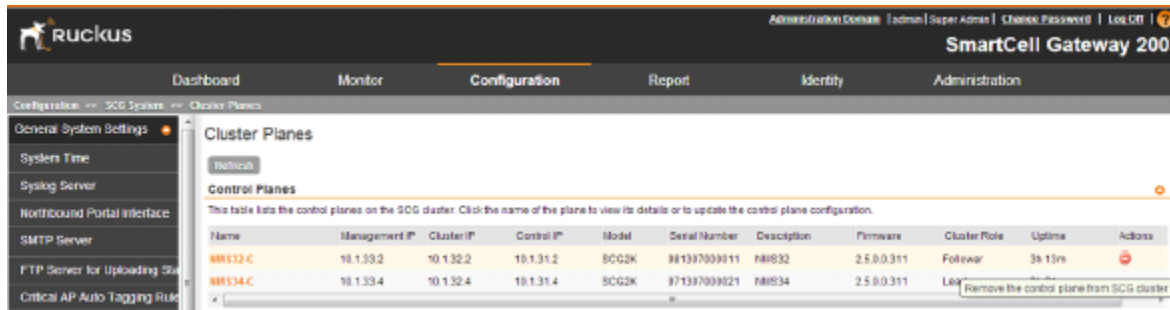 Administration Domain | admin | Super Admin | Change Password | Log Off |
RUCKUS
SmartCell Gateway 200
Dashboard Monitor Configuration Report Identity Administration
Configuration >> SCG System >> Cluster Planes
General System Settings
System Time
Syslog Server
Northbound Portal Interface
SMTP Server
FTP Server for Uploading Sta
Critical AP Auto Tagging Rule
Cluster Planes
Refresh
Control Planes
This table lists the control planes on the SCG cluster. Click the name of the plane to view its details or to update the control plane configuration.
Name Management IP Cluster IP Control IP Model Serial Number Description Firmware Cluster Role Uptime Actions
NMS32-C 10.1.33.2 10.1.32.2 10.1.31.2 SCG2K 981307000011 NMS32 2.5.0.0.311 Follower 3h 13m
NMS34-C 10.1.33.4 10.1.32.4 10.1.31.4 SCG2K 971307000021 NMS34 2.5.0.0.311
Remove the control plane from SCG cluster